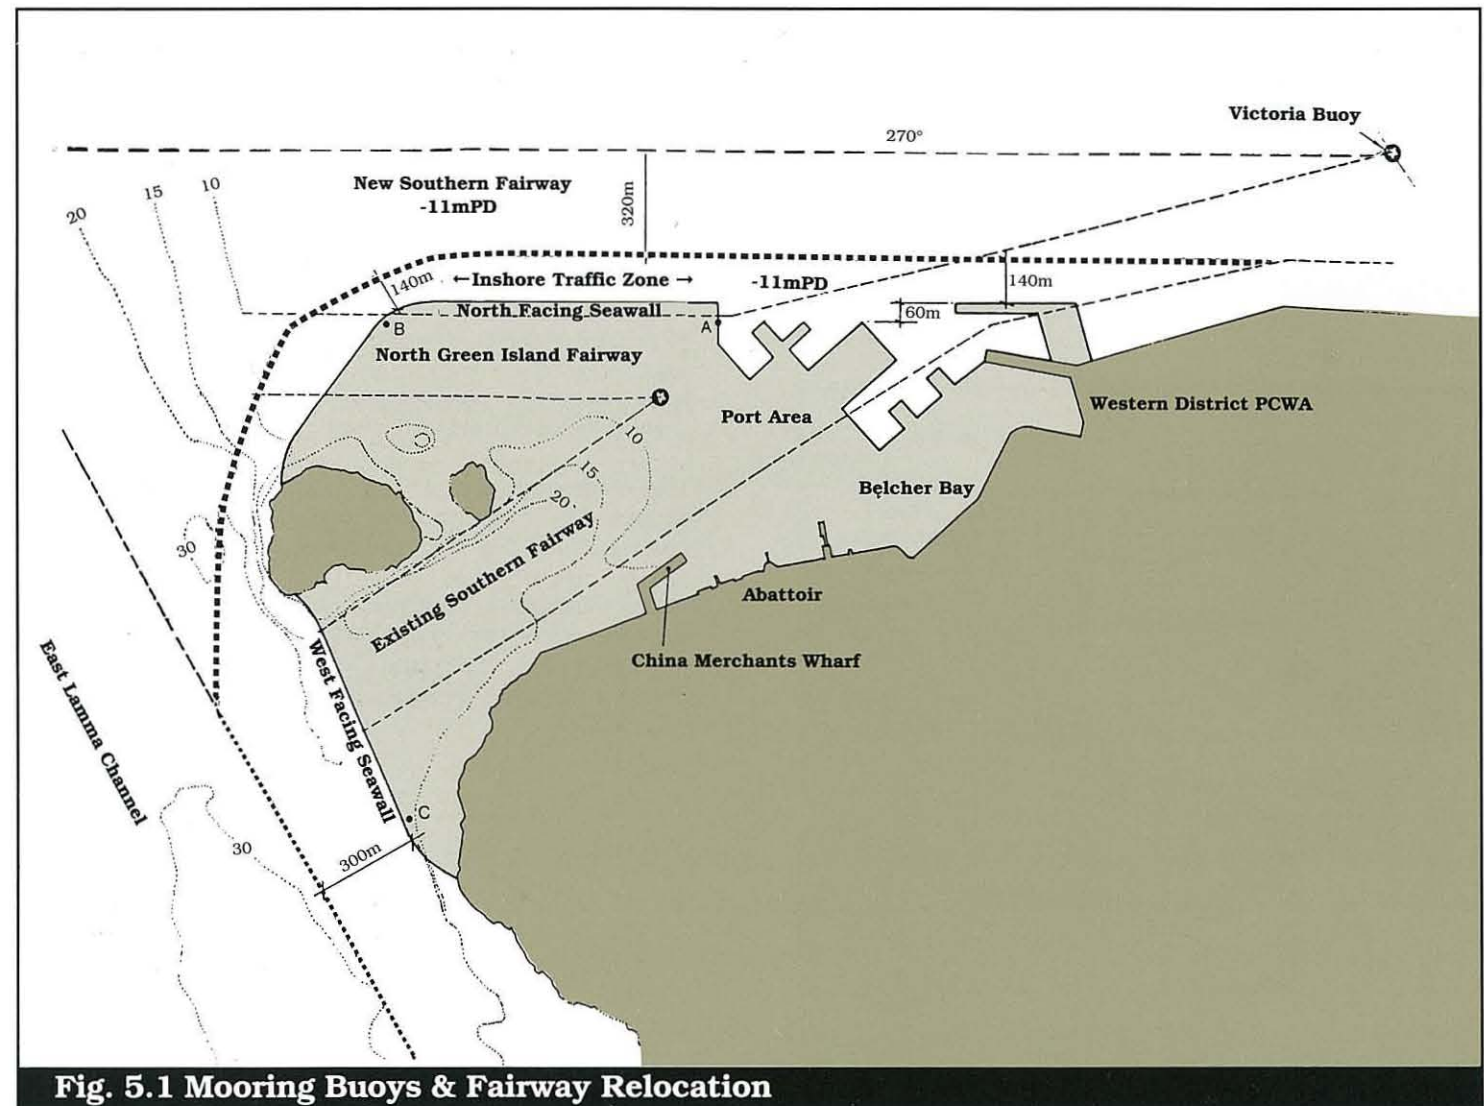 Victoria Buoy
270°
New Southern Fairway
-11mPD
320m
20
15
10
140m
←Inshore Traffic Zone →
-11mPD
140m
60m
North Facing Seawall
A
B
North Green Island Fairway
Port Area
Western District PCWA
10
15
20
Belcher Bay
30
Existing Southern Fairway
Abattoir
China Merchants Wharf
West Facing Seawall
East Lamma Channel
C
300m
30
Fig. 5.1 Mooring Buoys & Fairway Relocation